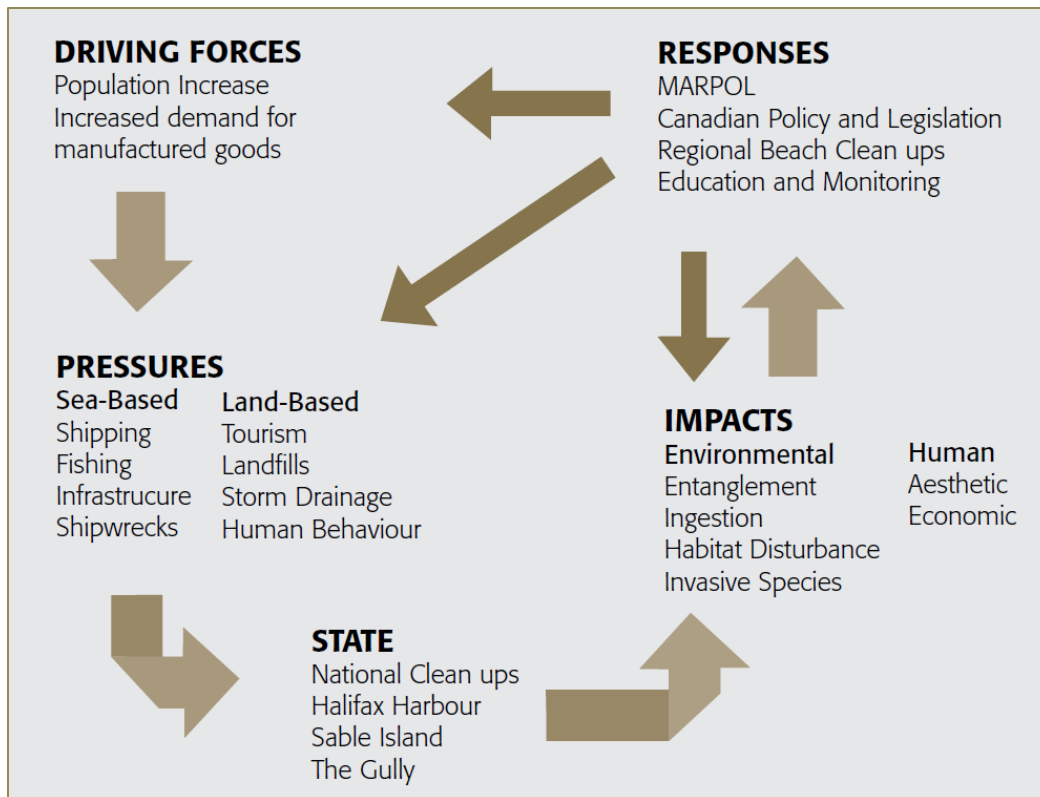 DRIVING FORCES
Population Increase
Increased demand for
manufactured goods
RESPONSES
MARPOL
Canadian Policy and Legislation
Regional Beach Clean ups
Education and Monitoring
PRESSURES
Sea-Based
Shipping
Fishing
Infrastrucure
Shipwrecks
Land-Based
Tourism
Landfills
Storm Drainage
Human Behaviour
IMPACTS
Environmental
Entanglement
Ingestion
Habitat Disturbance
Invasive Species
Human
Aesthetic
Economic
STATE
National Clean ups
Halifax Harbour
Sable Island
The Gully